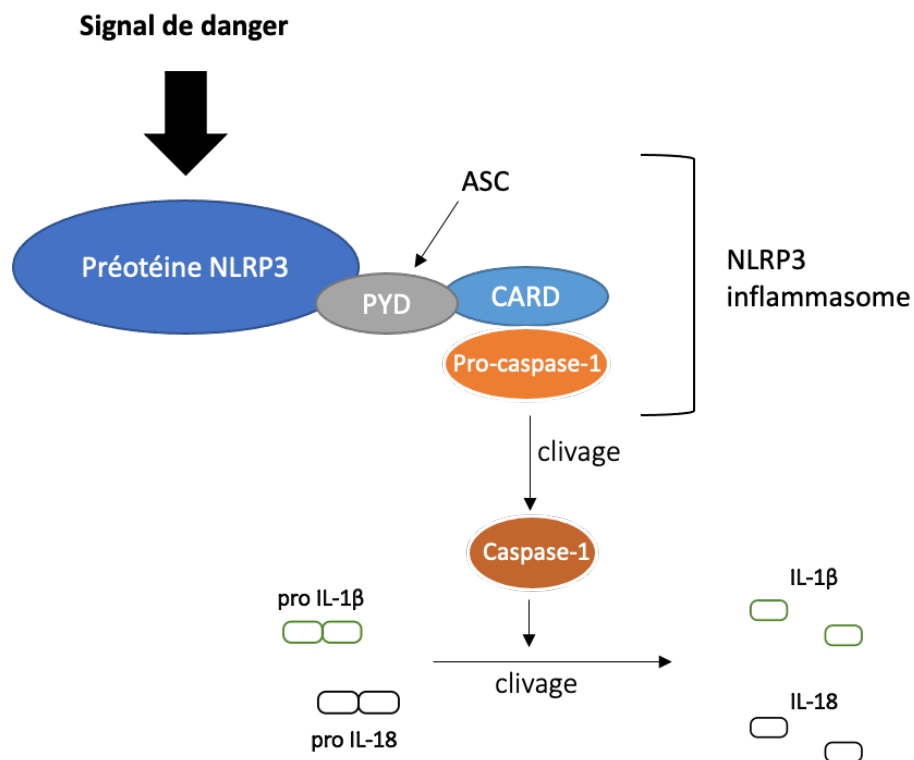 Signal de danger
ASC
Préotéine NLRP3
PYD
CARD
Pro-caspase-1
NLRP3
inflammasome
clivage
Caspase-1
pro IL-1β
IL-1β
clivage
pro IL-18
IL-18